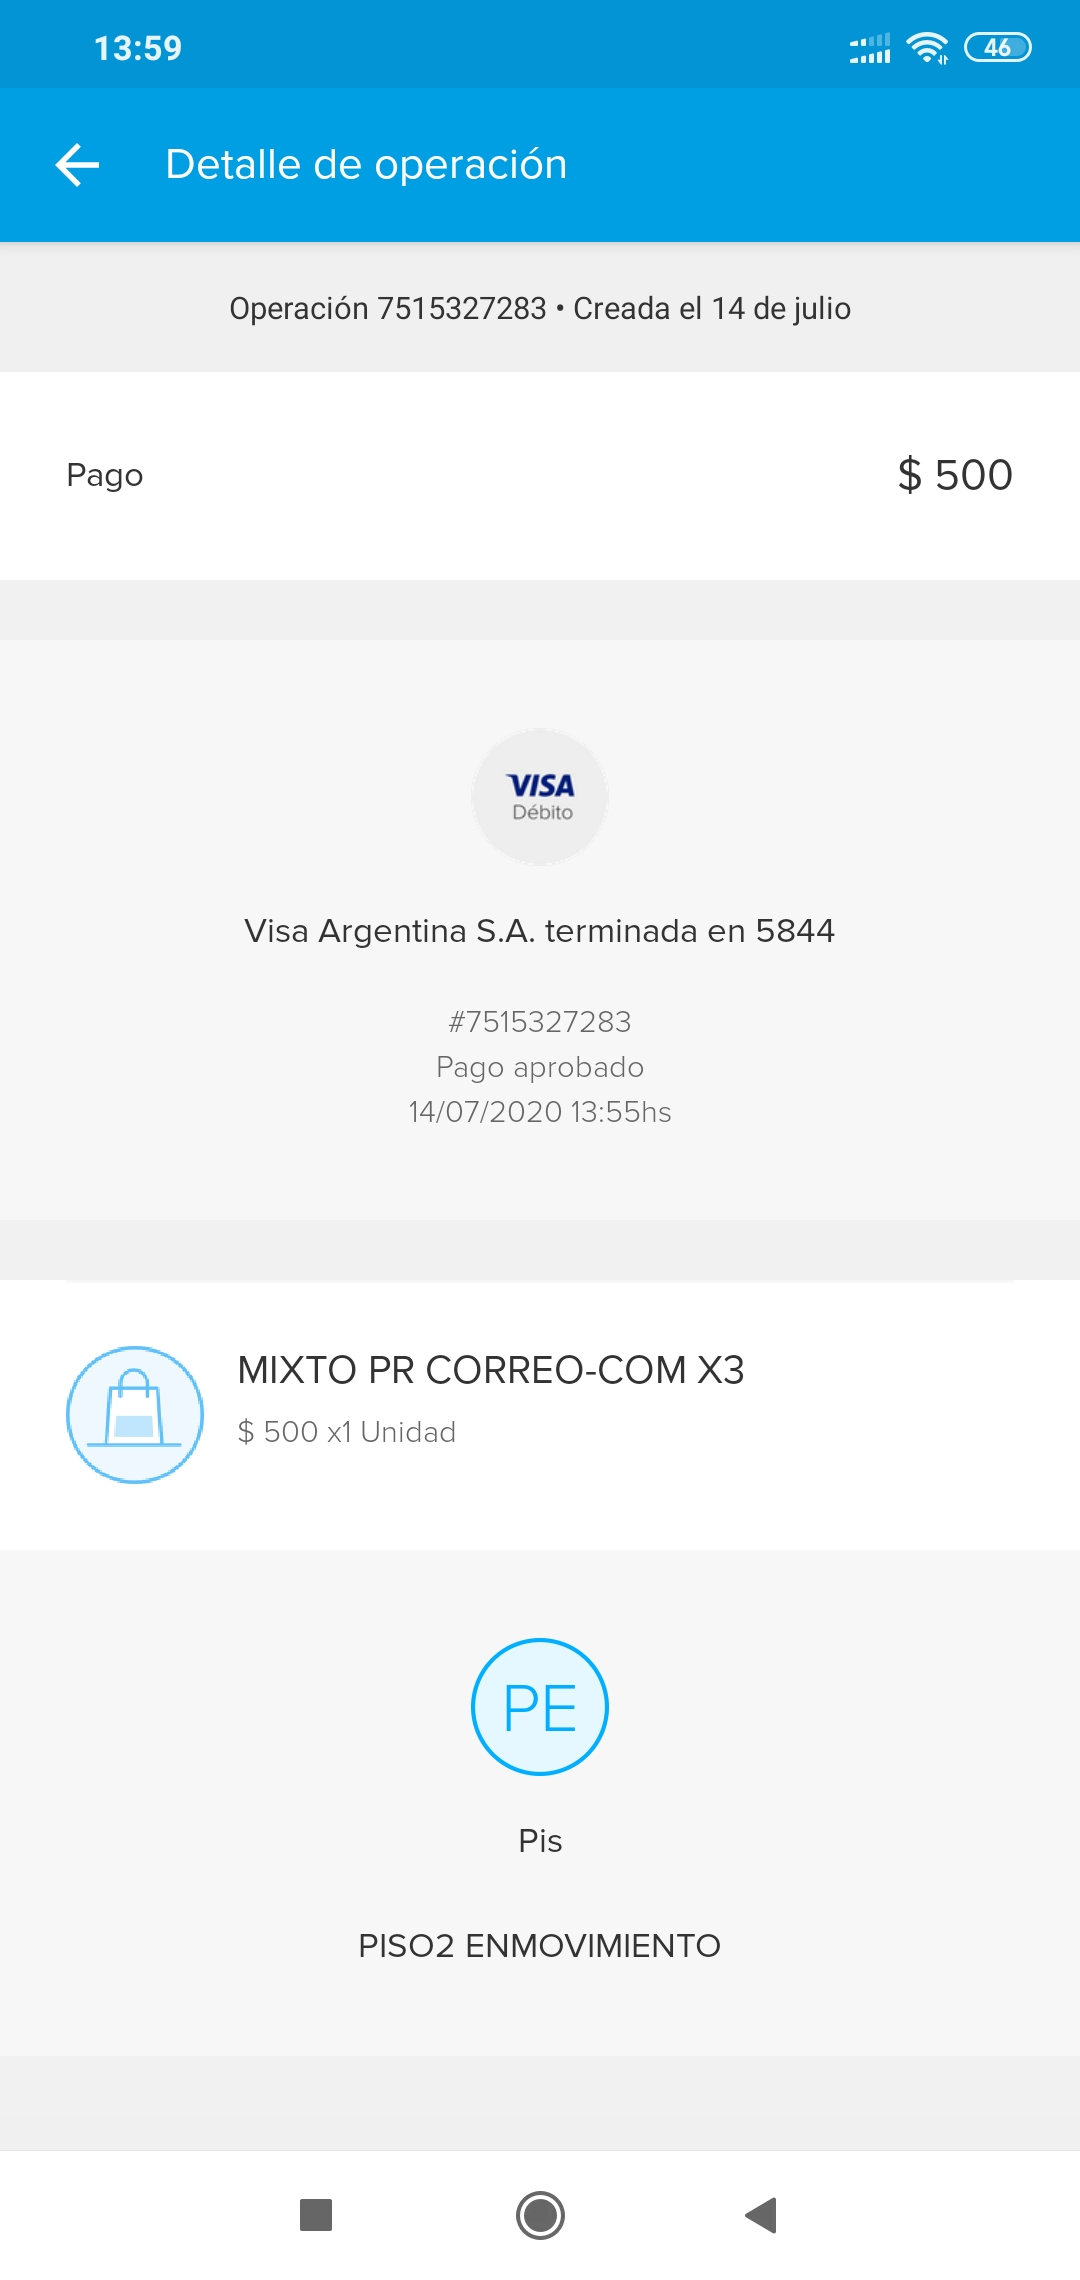 13:59
46
Detalle de operación
Operación 7515327283 • Creada el 14 de julio
Pago
$ 500
VISA
Débito
Visa Argentina S.A. terminada en 5844
#7515327283
Pago aprobado
14/07/2020 13:55hs
MIXTO PR CORREO-COM X3
$ 500 x1 Unidad
PE
Pis
PISO2 ENMOVIMIENTO